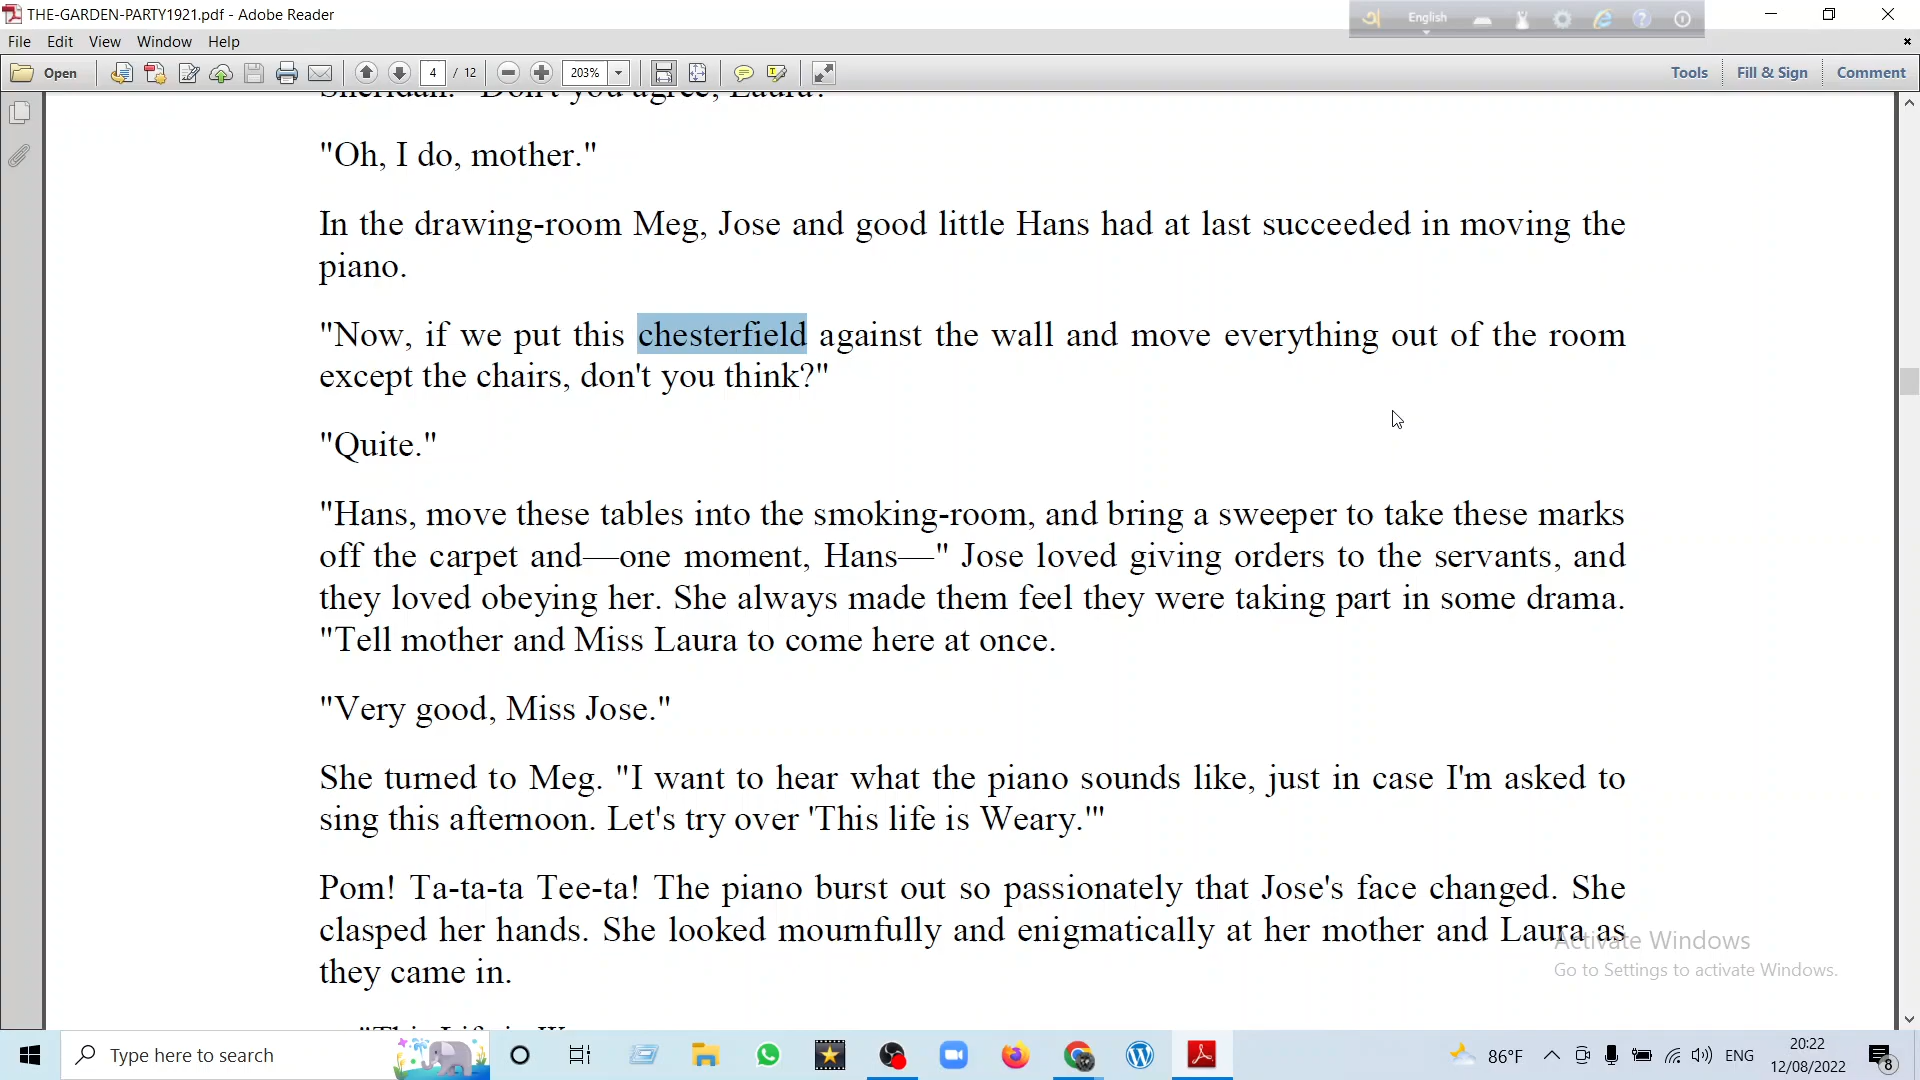 THE-GARDEN-PARTY1921.pdf - Adobe Reader
English
File Edit View Window Help
Open 4 / 12 203% Tools Fill & Sign Comment
Sheridan. "Don't you agree, Laura?"
"Oh, I do, mother."
In the drawing-room Meg, Jose and good little Hans had at last succeeded in moving the
piano.
"Now, if we put this chesterfield against the wall and move everything out of the room
except the chairs, don't you think?"
"Quite."
"Hans, move these tables into the smoking-room, and bring a sweeper to take these marks
off the carpet and—one moment, Hans—" Jose loved giving orders to the servants, and
they loved obeying her. She always made them feel they were taking part in some drama.
"Tell mother and Miss Laura to come here at once.
"Very good, Miss Jose."
She turned to Meg. "I want to hear what the piano sounds like, just in case I'm asked to
sing this afternoon. Let's try over 'This life is Weary.'"
Pom! Ta-ta-ta Tee-ta! The piano burst out so passionately that Jose's face changed. She
clasped her hands. She looked mournfully and enigmatically at her mother and Laura as
they came in.
Activate Windows
Go to Settings to activate Windows.
Type here to search
86°F ENG
20:22
12/08/2022
8